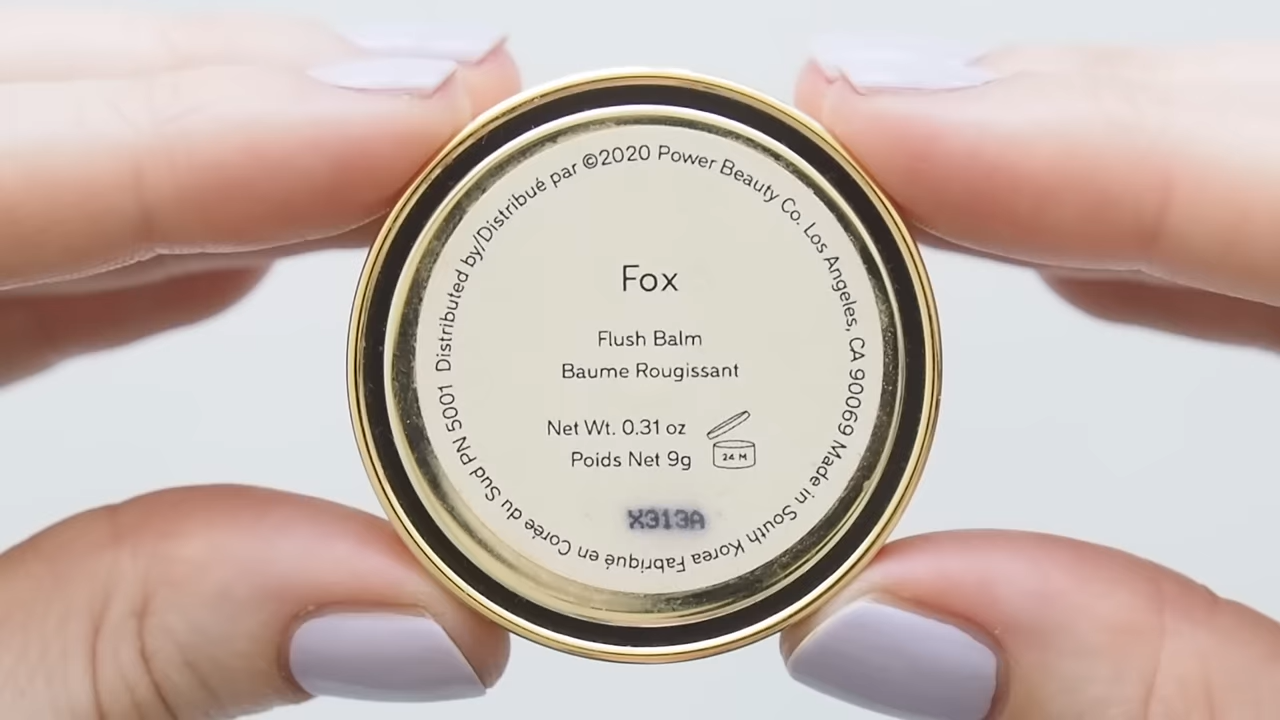 Distributed by/Distribué par ©2020 Power Beauty Co. Los Angeles, CA 90069 Made in South Korea Fabriqué en Corée du Sud PN 5001
Fox
Flush Balm
Baume Rougissant
Net Wt. 0.31 oz
Poids Net 9g
24 M
X313A